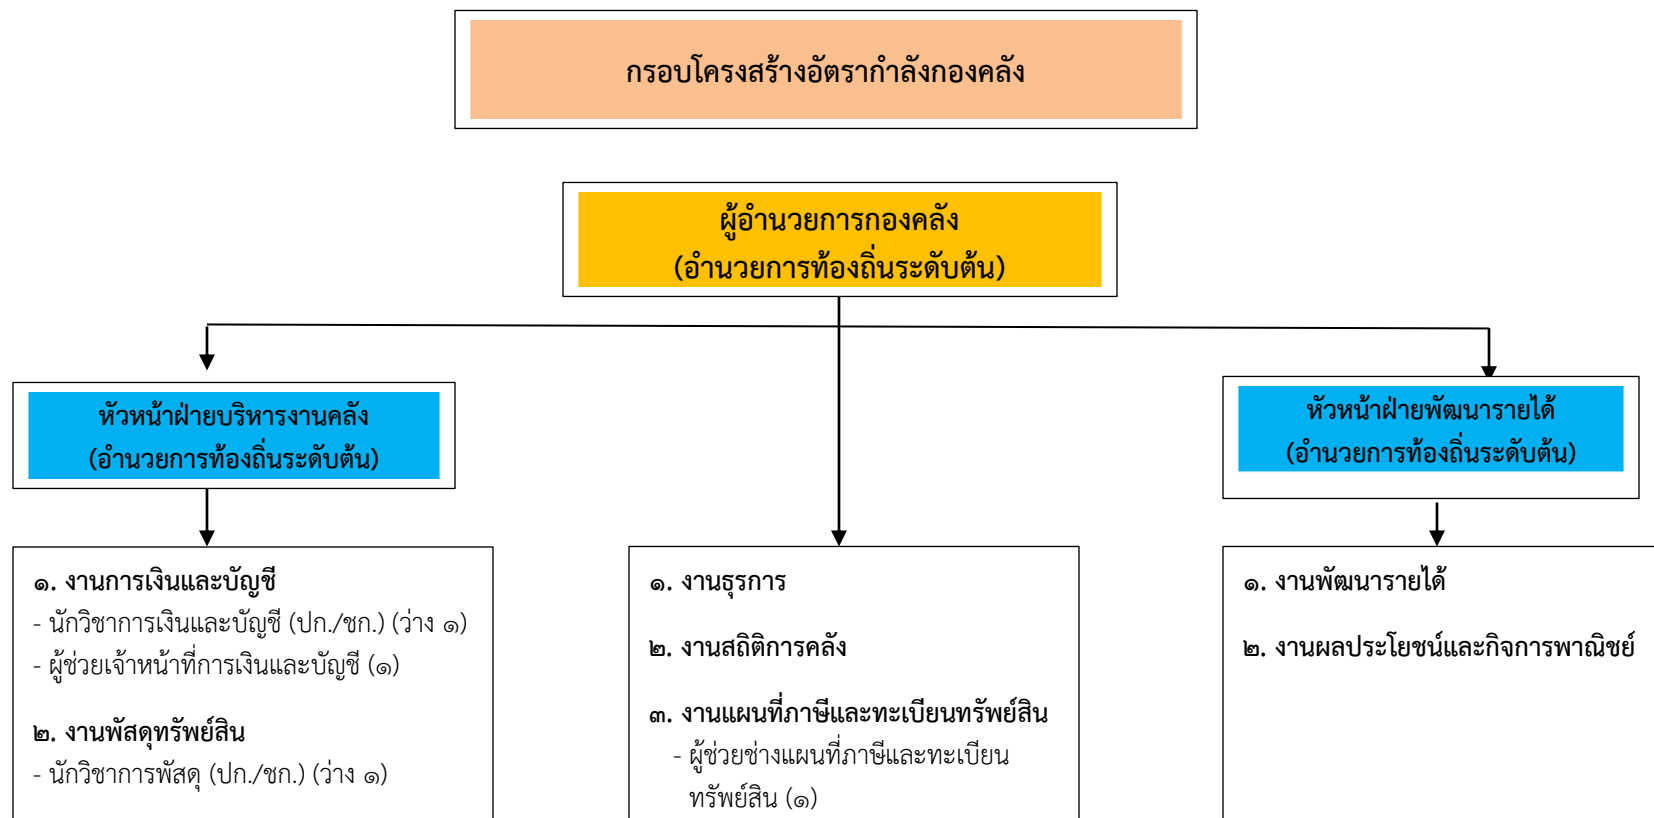 กรอบโครงสร้างอัตรากำลังกองคลัง
ผู้อำนวยการกองคลัง
(อำนวยการท้องถิ่นระดับต้น)
หัวหน้าฝ่ายบริหารงานคลัง
(อำนวยการท้องถิ่นระดับต้น)
หัวหน้าฝ่ายพัฒนารายได้
(อำนวยการท้องถิ่นระดับต้น)
๑. งานการเงินและบัญชี
- นักวิชาการเงินและบัญชี (ปก./ชก.) (ว่าง ๑)
- ผู้ช่วยเจ้าหน้าที่การเงินและบัญชี (๑)
๒. งานพัสดุทรัพย์สิน
- นักวิชาการพัสดุ (ปก./ชก.) (ว่าง ๑)
๑. งานธุรการ
๒. งานสถิติการคลัง
๓. งานแผนที่ภาษีและทะเบียนทรัพย์สิน
- ผู้ช่วยช่างแผนที่ภาษีและทะเบียน
ทรัพย์สิน (๑)
๑. งานพัฒนารายได้
๒. งานผลประโยชน์และกิจการพาณิชย์